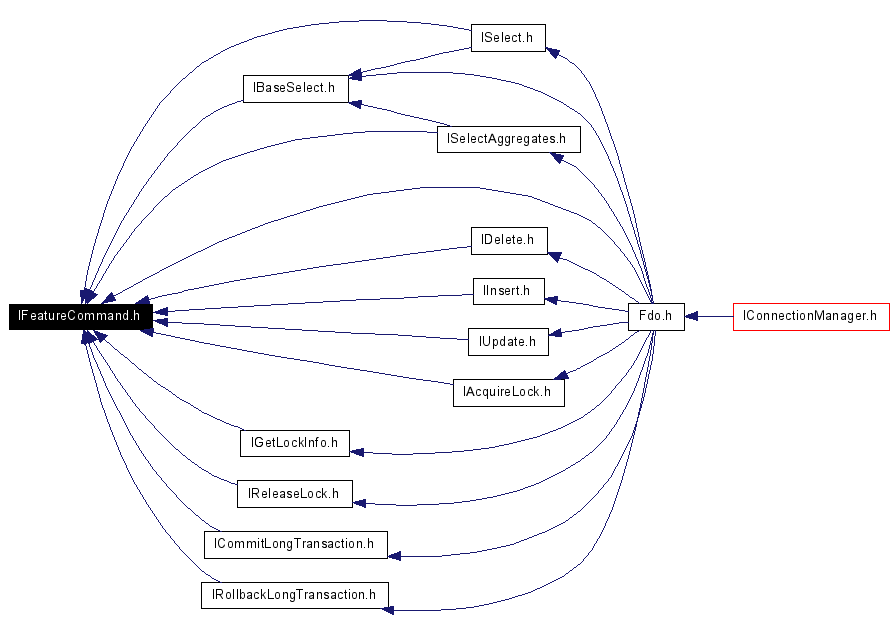 ISelect.h
IBaseSelect.h
ISelectAggregates.h
IDelete.h
IInsert.h
IFeatureCommand.h
Fdo.h
IConnectionManager.h
IUpdate.h
IAcquireLock.h
IGetLockInfo.h
IReleaseLock.h
ICommitLongTransaction.h
IRollbackLongTransaction.h